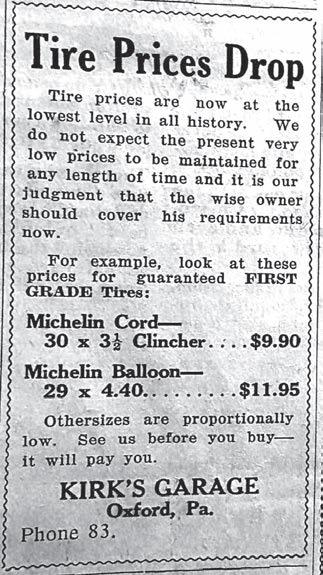 Tire Prices Drop
Tire prices are now at the
lowest level in all history. We
do not expect the present very
low prices to be maintained for
any length of time and it is our
judgment that the wise owner
should cover his requirements
now.
For example, look at these
prices for guaranteed FIRST
GRADE Tires:
Michelin Cord—
30 x 3½ Clincher....$9.90
Michelin Balloon—
29 x 4.40..........$11.95
Othersizes are proportionally
low. See us before you buy—
it will pay you.
KIRK'S GARAGE
Oxford, Pa.
Phone 83.